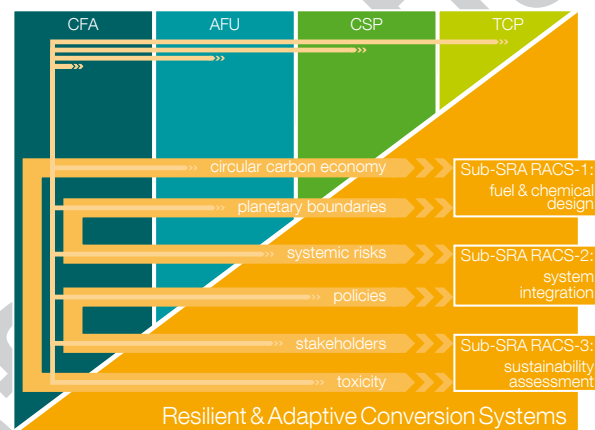 CFA AFU CSP TCP
circular carbon economy
planetary boundaries
systemic risks
policies
stakeholders
toxicity
Sub-SRA RACS-1:
fuel & chemical
design
Sub-SRA RACS-2:
system
integration
Sub-SRA RACS-3:
sustainability
assessment
Resilient & Adaptive Conversion Systems